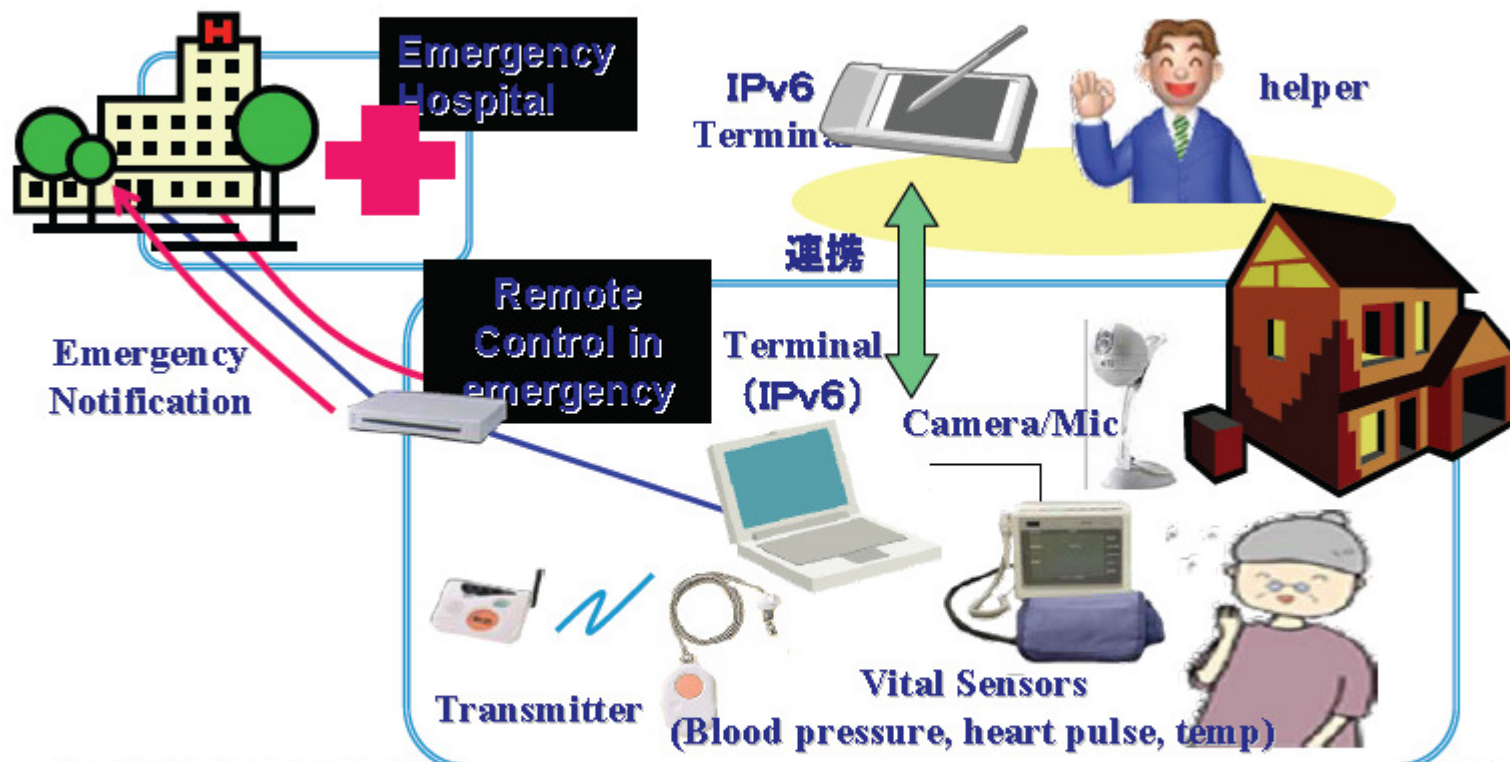 H
Emergency
Hospital
IPv6
Terminal
helper
連携
Remote
Control in
emergency
Emergency
Notification
Terminal
(IPv6)
Camera/Mic
Transmitter
Vital Sensors
(Blood pressure, heart pulse, temp)